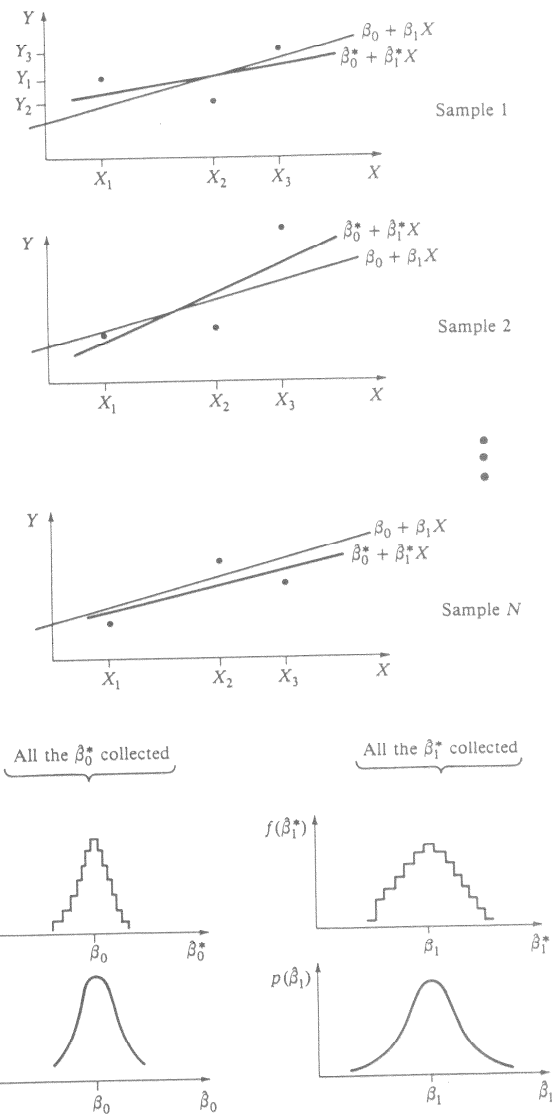 Y
β₀ + β₁X
Y₃
β̂₀* + β̂₁*X
Y₁
Y₂
Sample 1
X₁ X₂ X₃ X
β̂₀* + β̂₁*X
Y
β₀ + β₁X
Sample 2
X₁ X₂ X₃ X
Y
β₀ + β₁X
β̂₀* + β̂₁*X
Sample N
X₁ X₂ X₃ X
All the β̂₀* collected
All the β̂₁* collected
f(β̂₁*)
β₀ β̂₀*
β₁ β̂₁*
p(β̂₁)
β₀ β̂₀
β₁ β̂₁